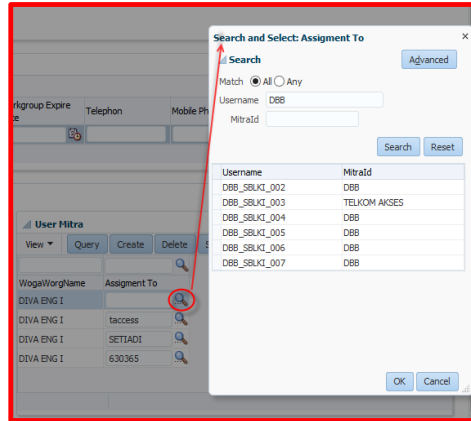 Search and Select: Assigment To
Search
Advanced
Match All Any
Username DBB
MitraId
Search Reset
Username MitraId
DBB_SBLKI_002 DBB
DBB_SBLKI_003 TELKOM AKSES
DBB_SBLKI_004 DBB
DBB_SBLKI_005 DBB
DBB_SBLKI_006 DBB
DBB_SBLKI_007 DBB
OK Cancel
rkgroup Expire
Telephon
Mobile Ph
User Mitra
View Query Create Delete S
WogaWorgName Assigment To
DIVA ENG I
DIVA ENG I taccess
DIVA ENG I SETIADI
DIVA ENG I 630365